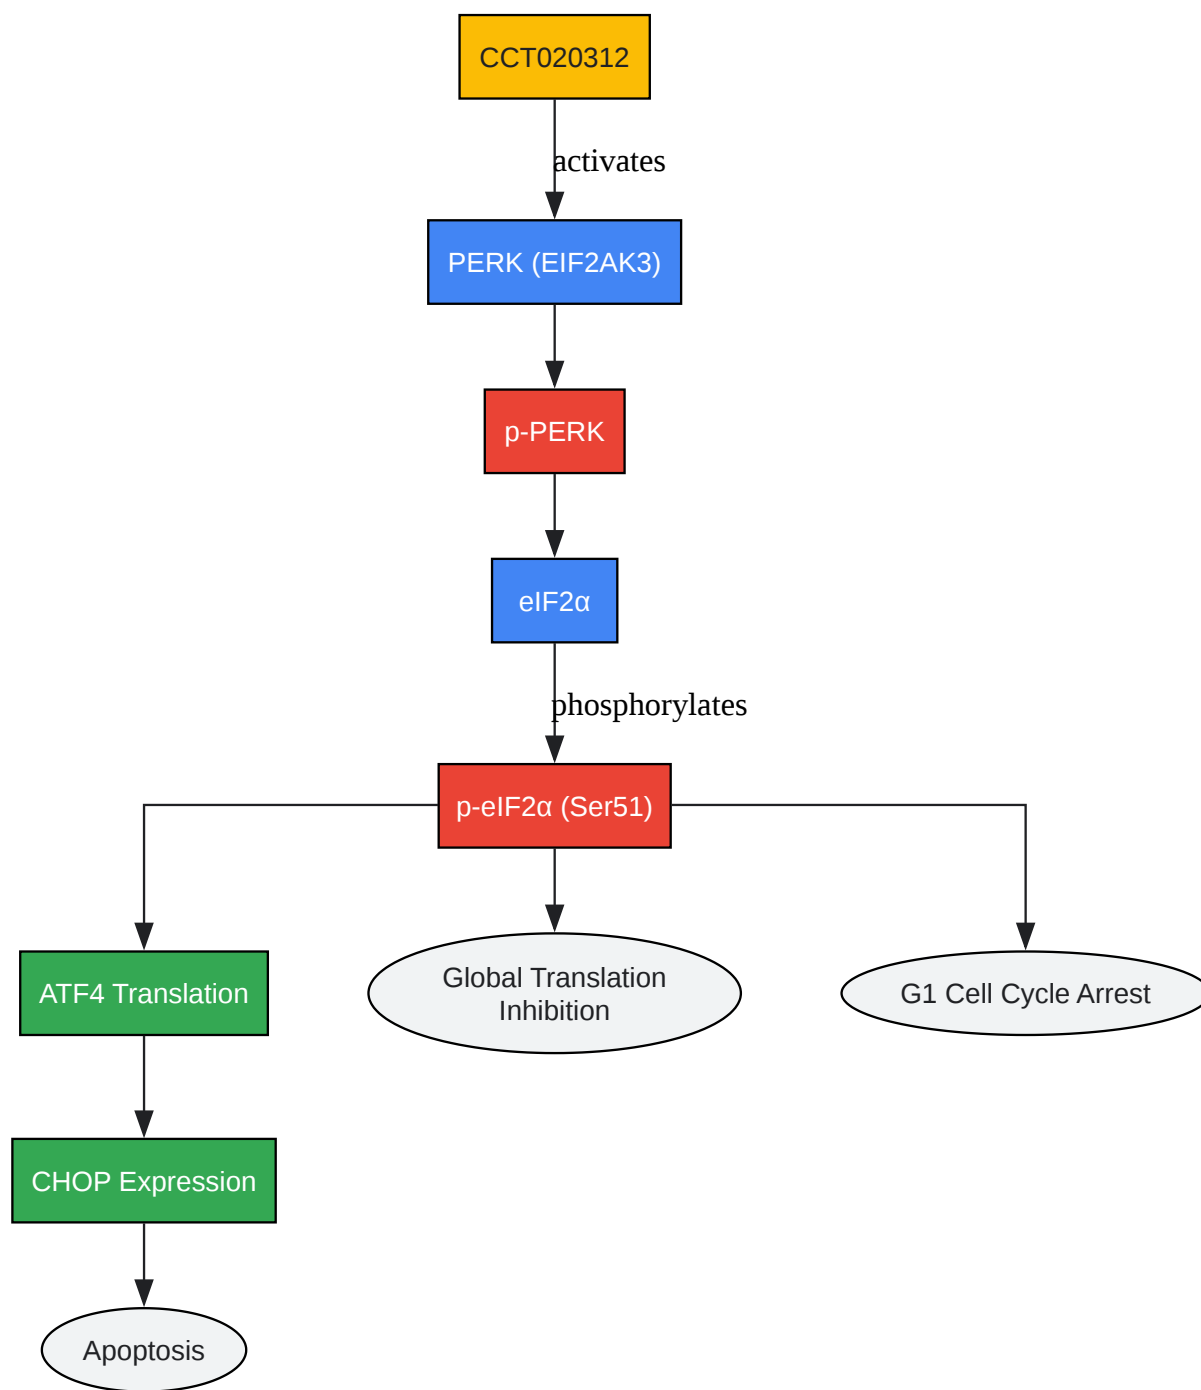 CCT020312
activates
PERK (EIF2AK3)
p-PERK
eIF2α
phosphorylates
p-eIF2α (Ser51)
ATF4 Translation
Global Translation
Inhibition
G1 Cell Cycle Arrest
CHOP Expression
Apoptosis